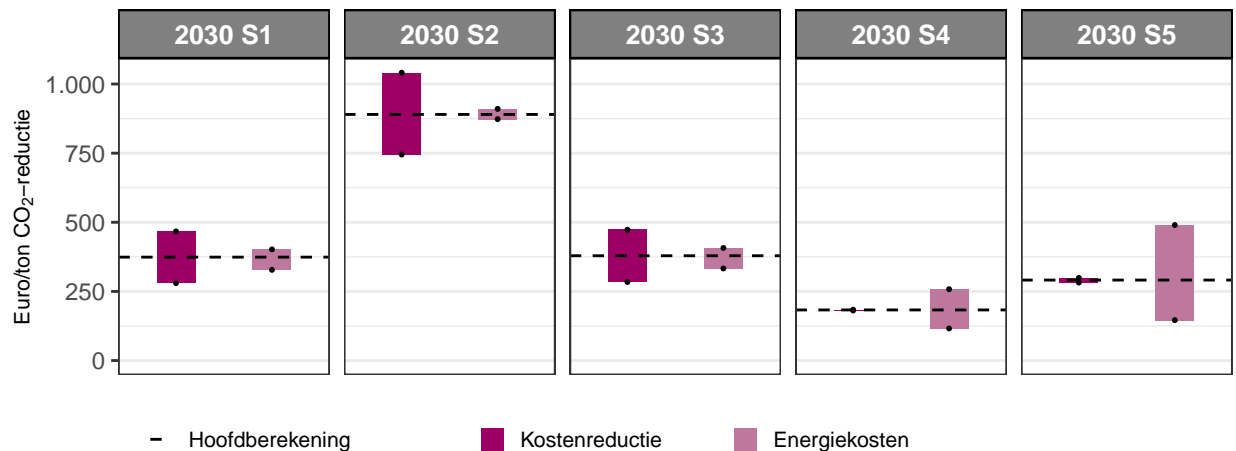 2030 S1 2030 S2 2030 S3 2030 S4 2030 S5
Euro/ton CO₂−reductie
1.000
750
500
250
0
Hoofdberekening Kostenreductie Energiekosten